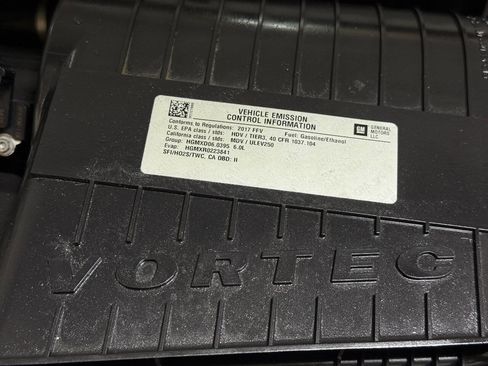 VEHICLE EMISSION
CONTROL INFORMATION
Conforms to Regulations: 2017 FFV Fuel: Gasoline/Ethanol
U.S. EPA class / stds: HDV / TIER3, 40 CFR 1037.104
California class / stds: MDV / ULEV250
Group: HGMXD06.0395 6.0L
Evap: HGMXR0223841
SFI/HO2S/TWC, CA OBD: II
GM
GENERAL
MOTORS
LLC
VORTEC